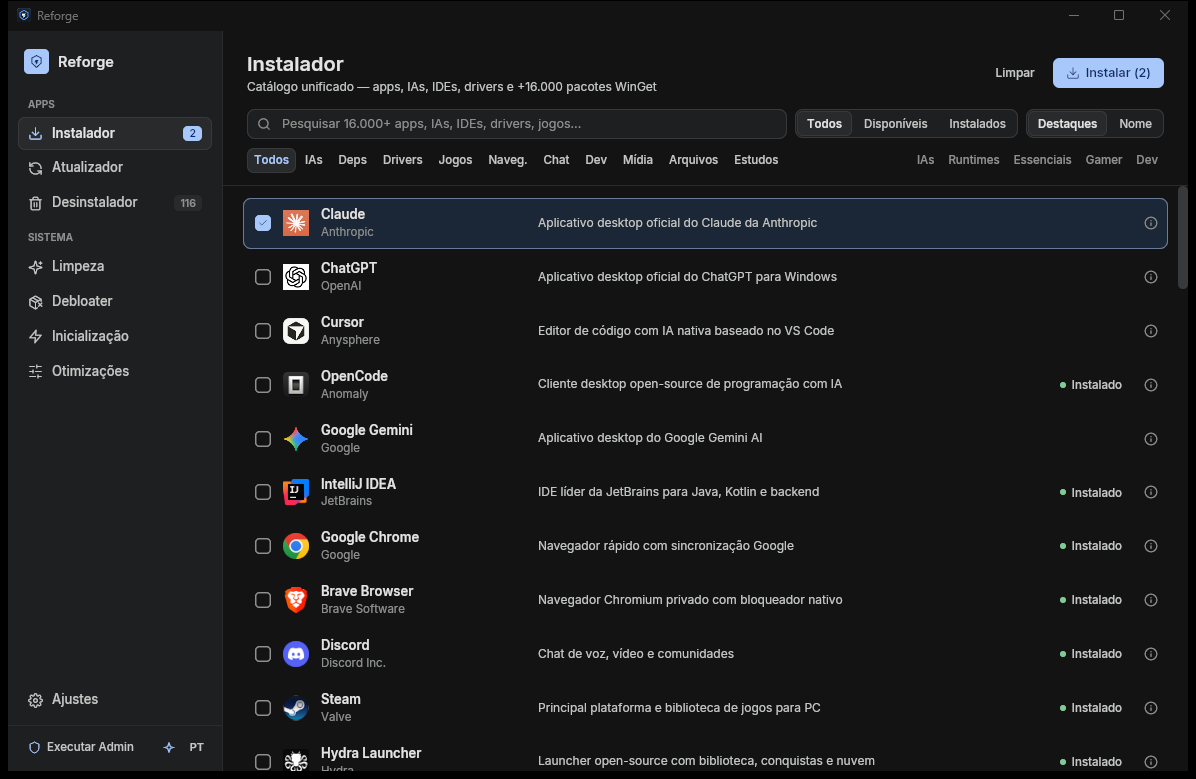 Reforge
Reforge
APPS
Instalador 2
Atualizador
Desinstalador 116
SISTEMA
Limpeza
Debloater
Inicialização
Otimizações
Ajustes
Executar Admin PT
Instalador
Catálogo unificado — apps, IAs, IDEs, drivers e +16.000 pacotes WinGet
Limpar Instalar (2)
Pesquisar 16.000+ apps, IAs, IDEs, drivers, jogos...
Todos Disponíveis Instalados Destaques Nome
Todos IAs Deps Drivers Jogos Naveg. Chat Dev Mídia Arquivos Estudos IAs Runtimes Essenciais Gamer Dev
Claude
Anthropic
Aplicativo desktop oficial do Claude da Anthropic
ChatGPT
OpenAI
Aplicativo desktop oficial do ChatGPT para Windows
Cursor
Anysphere
Editor de código com IA nativa baseado no VS Code
OpenCode
Anomaly
Cliente desktop open-source de programação com IA Instalado
Google Gemini
Google
Aplicativo desktop do Google Gemini AI
IJ
IntelliJ IDEA
JetBrains
IDE líder da JetBrains para Java, Kotlin e backend Instalado
Google Chrome
Google
Navegador rápido com sincronização Google Instalado
Brave Browser
Brave Software
Navegador Chromium privado com bloqueador nativo Instalado
Discord
Discord Inc.
Chat de voz, vídeo e comunidades Instalado
Steam
Valve
Principal plataforma e biblioteca de jogos para PC Instalado
Hydra Launcher
Hydra
Launcher open-source com biblioteca, conquistas e nuvem Instalado